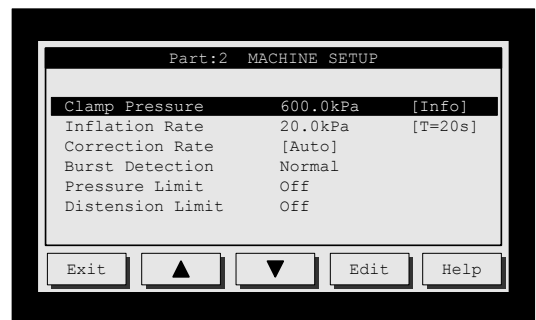 Part:2 MACHINE SETUP
Clamp Pressure 600.0kPa [Info]
Inflation Rate 20.0kPa [T=20s]
Correction Rate [Auto]
Burst Detection Normal
Pressure Limit Off
Distension Limit Off
Exit ▲ ▼ Edit Help